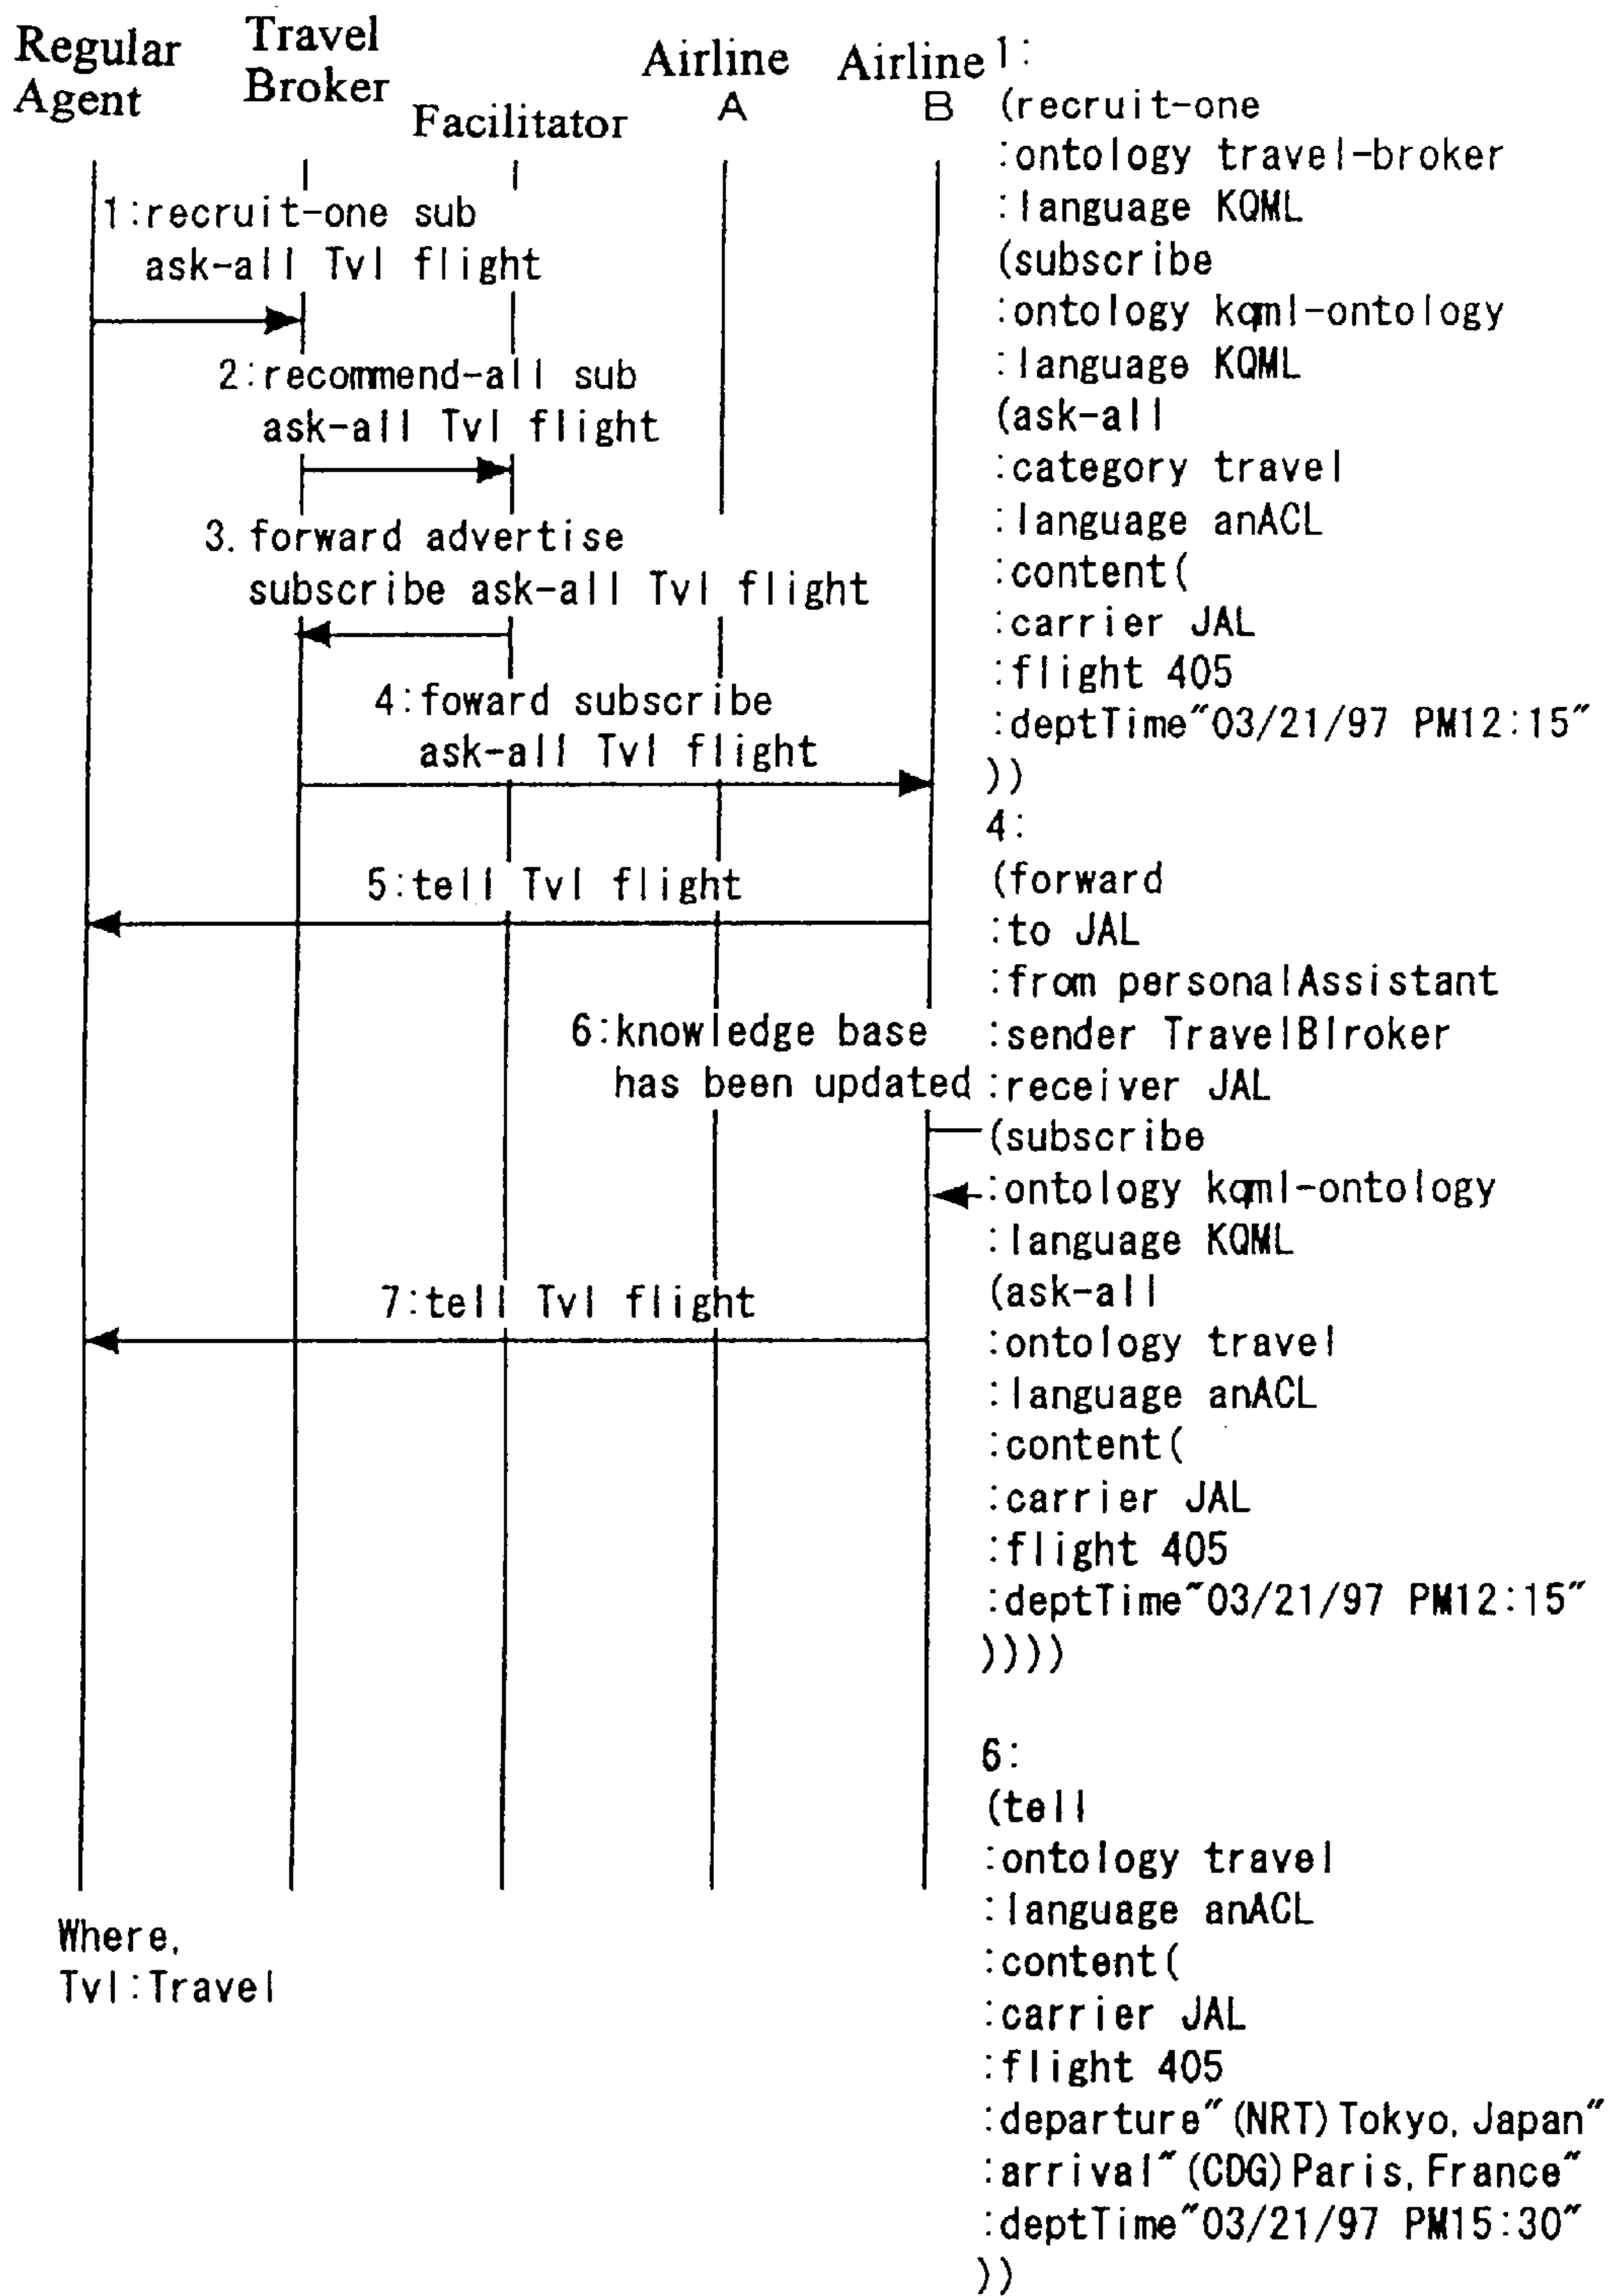 Regular
Agent
Travel
Broker
Facilitator
Airline
A
Airline
B
1:recruit-one sub
ask-all Tvl flight
2:recommend-all sub
ask-all Tvl flight
3. forward advertise
subscribe ask-all Tvl flight
4:foward subscribe
ask-all Tvl flight
5:tell Tvl flight
6:knowledge base
has been updated
7:tell Tvl flight
Where,
Tvl:Travel
1:
(recruit-one
:ontology travel-broker
:language KQML
(subscribe
:ontology kqml-ontology
:language KQML
(ask-all
:category travel
:language anACL
:content(
:carrier JAL
:flight 405
:deptTime"03/21/97 PM12:15"
))
4:
(forward
:to JAL
:from personalAssistant
:sender TravelBlroker
:receiver JAL
(subscribe
:ontology kqml-ontology
:language KQML
(ask-all
:ontology travel
:language anACL
:content(
:carrier JAL
:flight 405
:deptTime"03/21/97 PM12:15"
))))
6:
(tell
:ontology travel
:language anACL
:content(
:carrier JAL
:flight 405
:departure"(NRT)Tokyo, Japan"
:arrival"(CDG)Paris, France"
:deptTime"03/21/97 PM15:30"
))